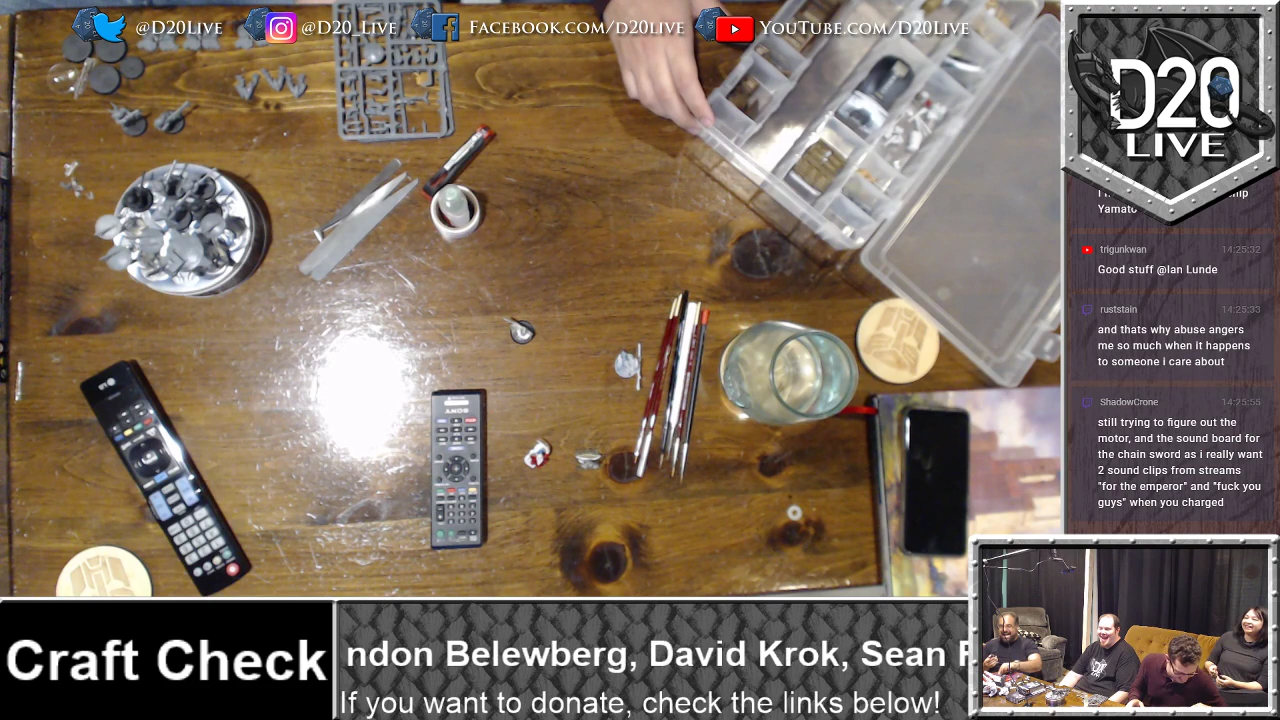 @D20Live
@D20_Live
Facebook.com/d20live
YouTube.com/D20Live
D20
LIVE
Yamato
trigunkwan 14:25:32
Good stuff @Ian Lunde
ruststain 14:25:33
and thats why abuse angers
me so much when it happens
to someone i care about
ShadowCrone 14:25:55
still trying to figure out the
motor, and the sound board for
the chain sword as i really want
2 sound clips from streams
"for the emperor" and "fuck you
guys" when you charged
SONY
Craft Check
ndon Belewberg, David Krok, Sean
If you want to donate, check the links below!